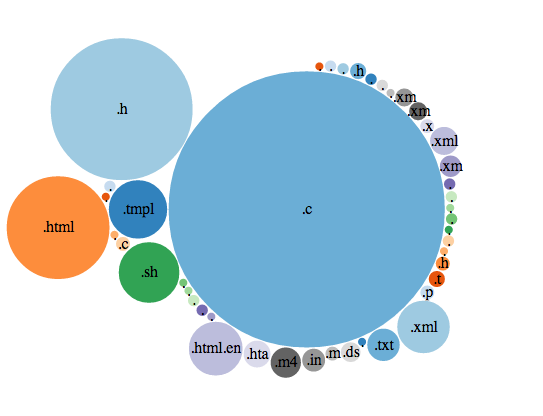 .h
.xm
.xm
.h
.x
.xml
.xm
.c
.tmpl
.html
.c
.sh
.h
.t
.p
.xml
.html.en
.hta
.m4
.in
.m
.ds
.txt